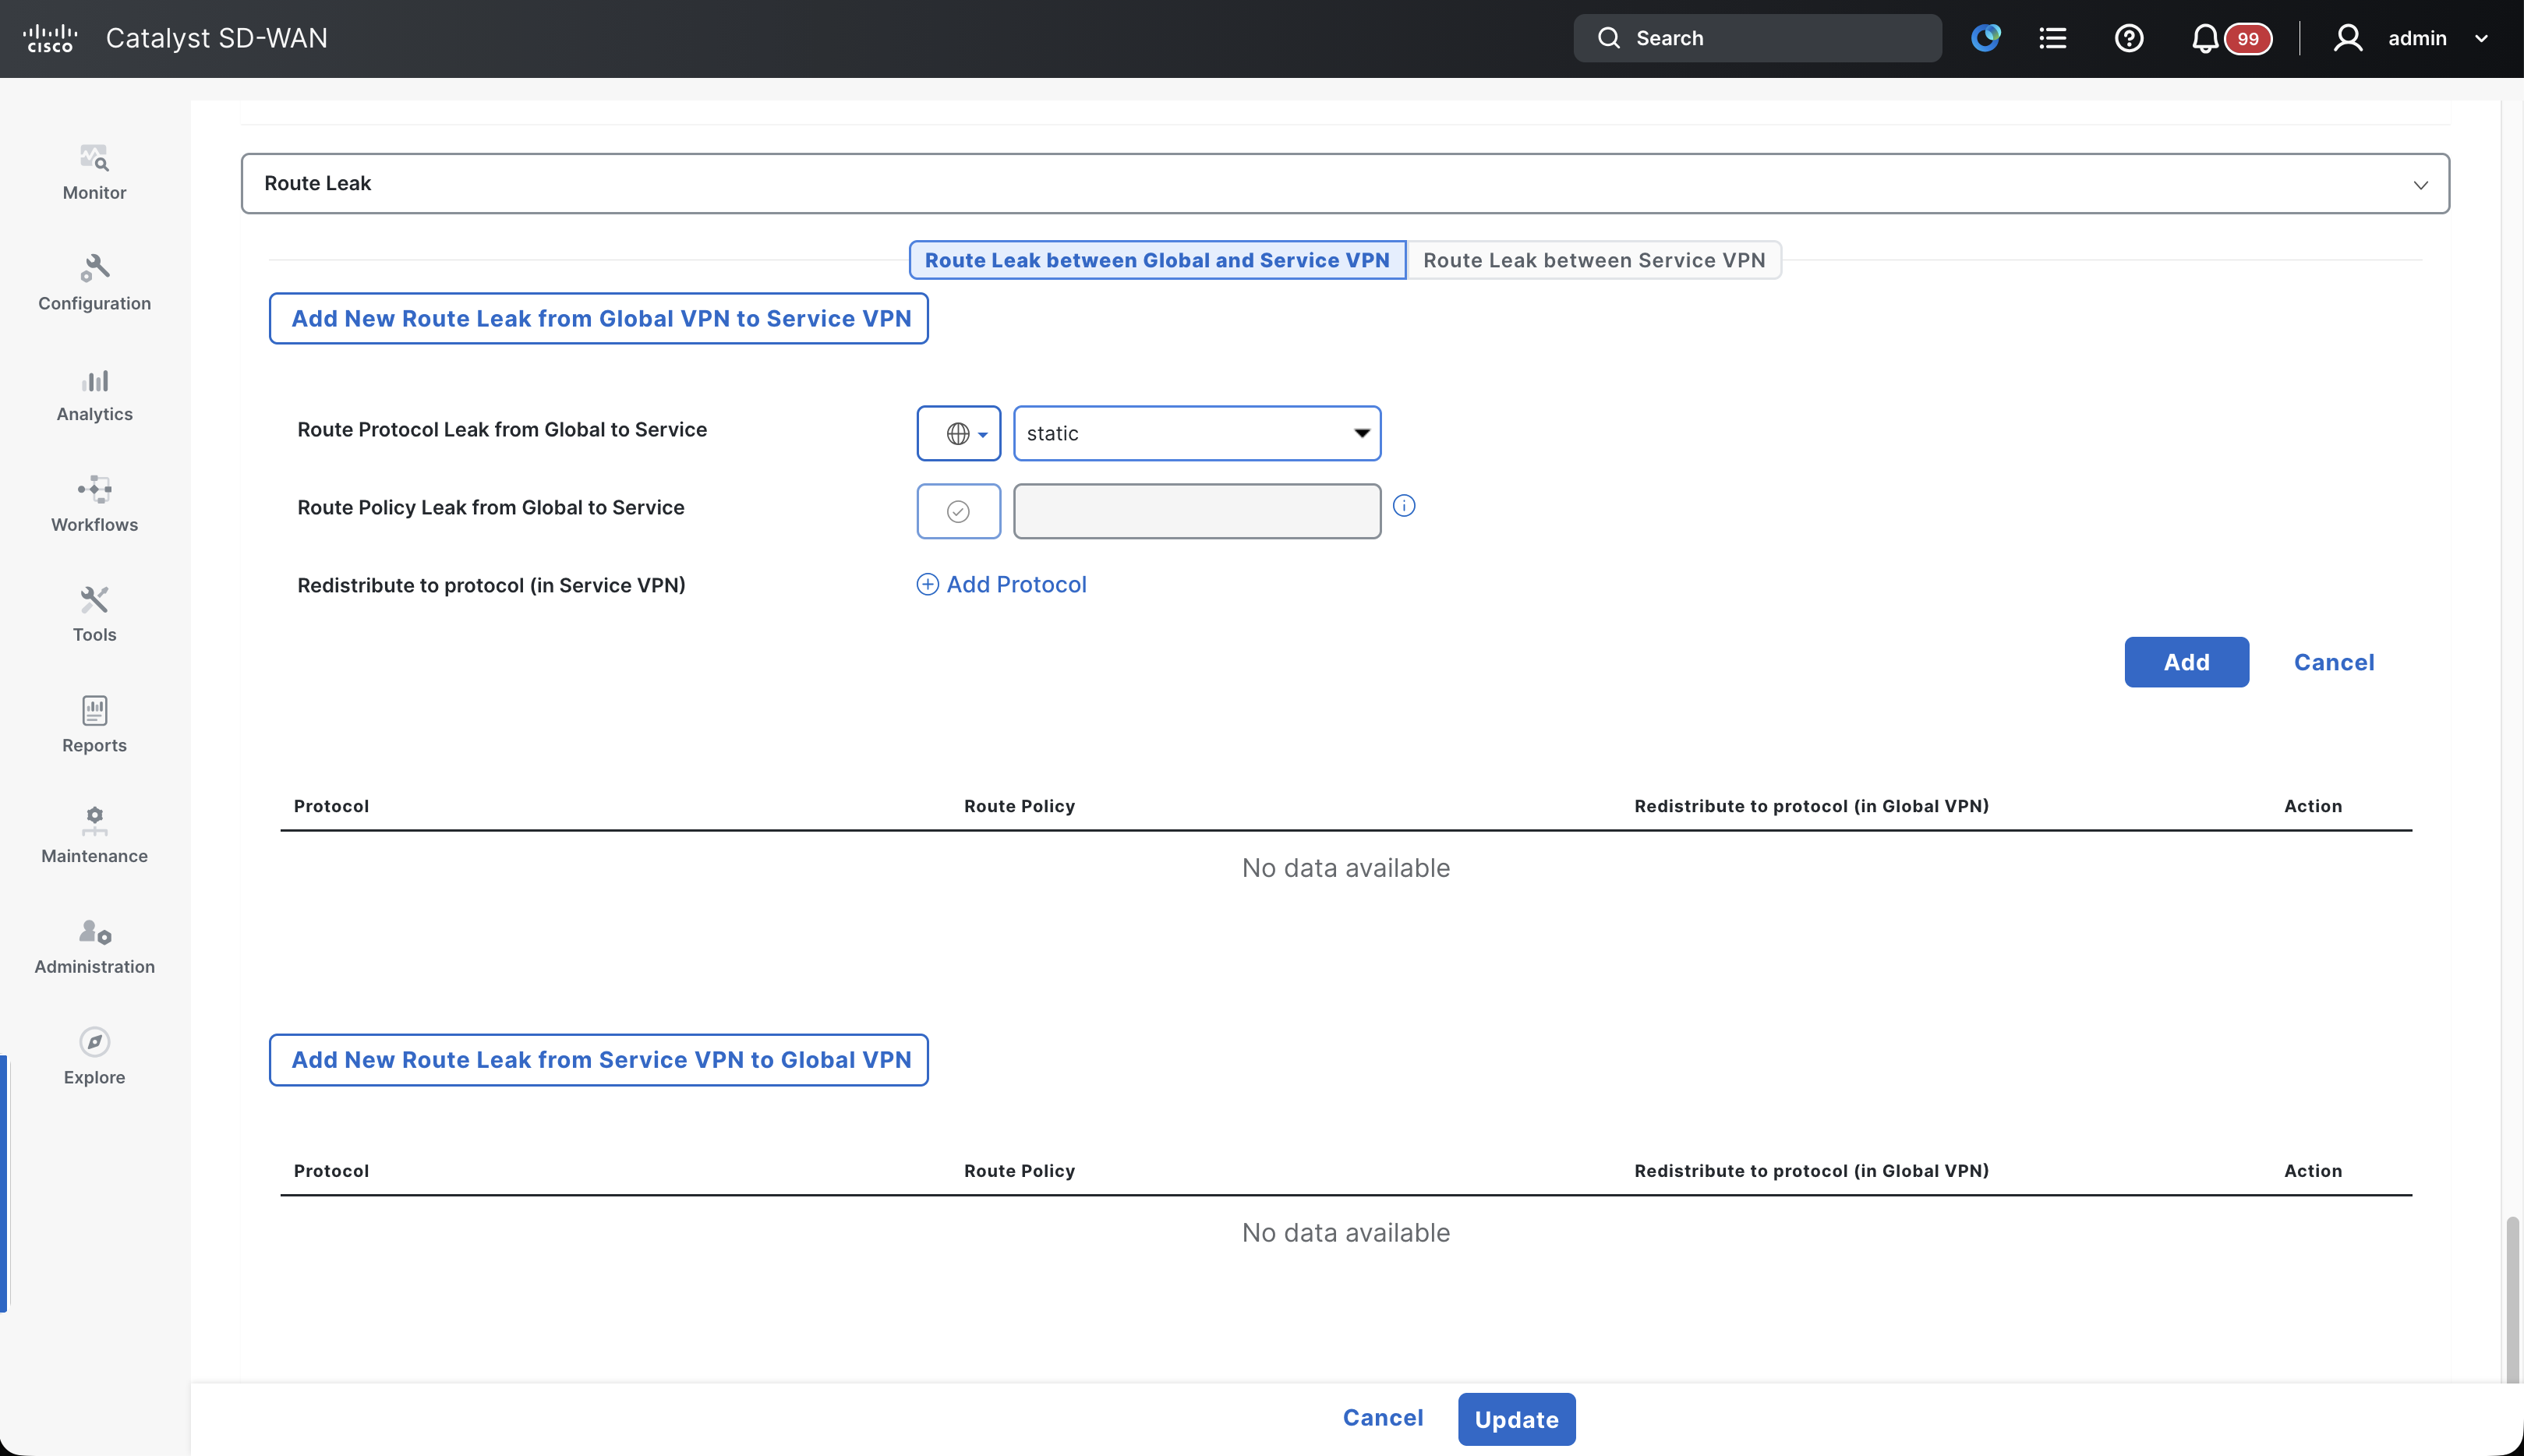 CISCO Catalyst SD-WAN Search 99 admin
Monitor
Configuration
Analytics
Workflows
Tools
Reports
Maintenance
Administration
Explore
Route Leak
Route Leak between Global and Service VPN Route Leak between Service VPN
Add New Route Leak from Global VPN to Service VPN
Route Protocol Leak from Global to Service static
Route Policy Leak from Global to Service
Redistribute to protocol (in Service VPN) Add Protocol
Add Cancel
Protocol Route Policy Redistribute to protocol (in Global VPN) Action
No data available
Add New Route Leak from Service VPN to Global VPN
Protocol Route Policy Redistribute to protocol (in Global VPN) Action
No data available
Cancel Update